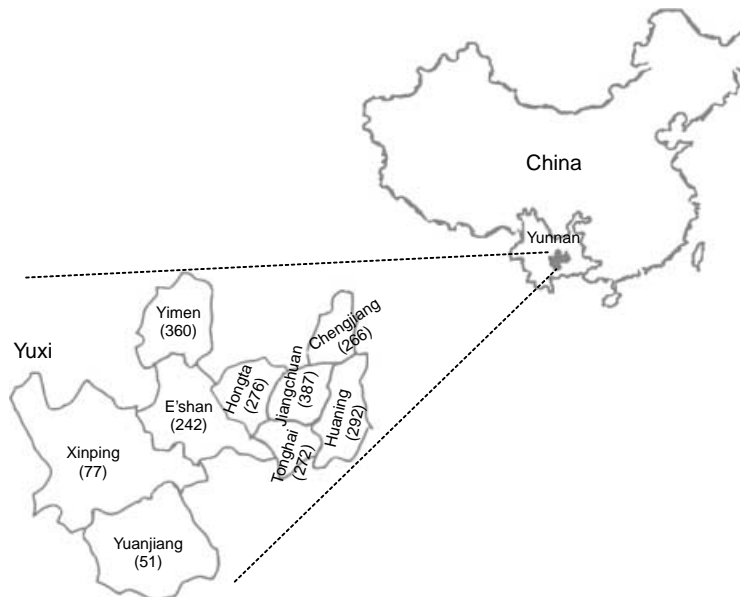 China
Yunnan
Yuxi
Yimen
(360)
Chengjiang
(266)
Hongta
(276)
Jiangchuan
(387)
Huaning
(292)
E'shan
(242)
Tonghai
(272)
Xinping
(77)
Yuanjiang
(51)